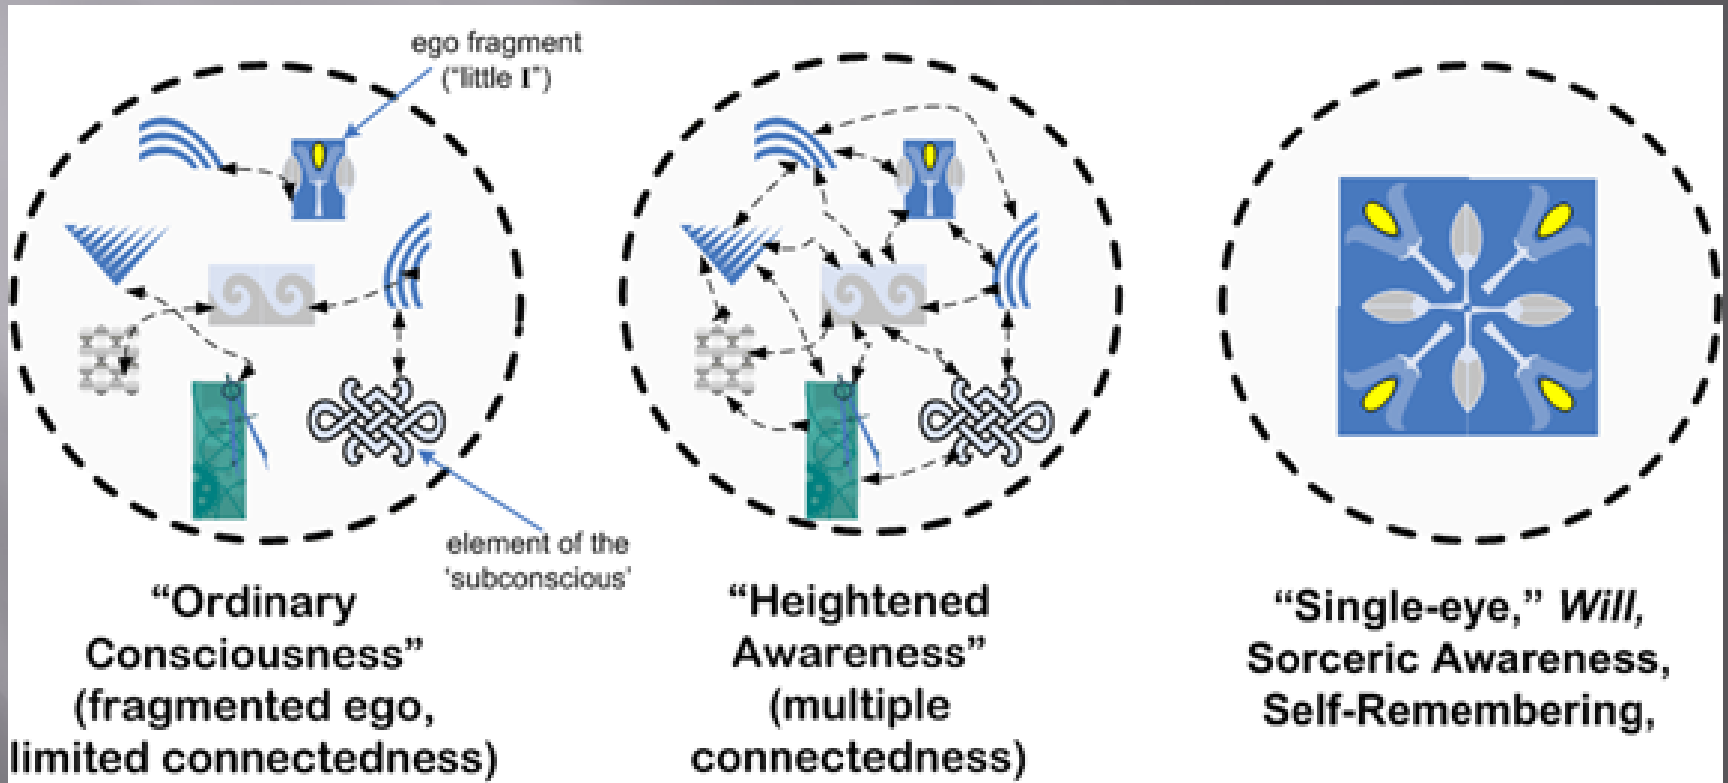 ego fragment
("little I")
element of the
'subconscious'
“Ordinary
Consciousness”
(fragmented ego,
limited connectedness)
“Heightened
Awareness”
(multiple
connectedness)
“Single-eye,” Will,
Sorceric Awareness,
Self-Remembering,